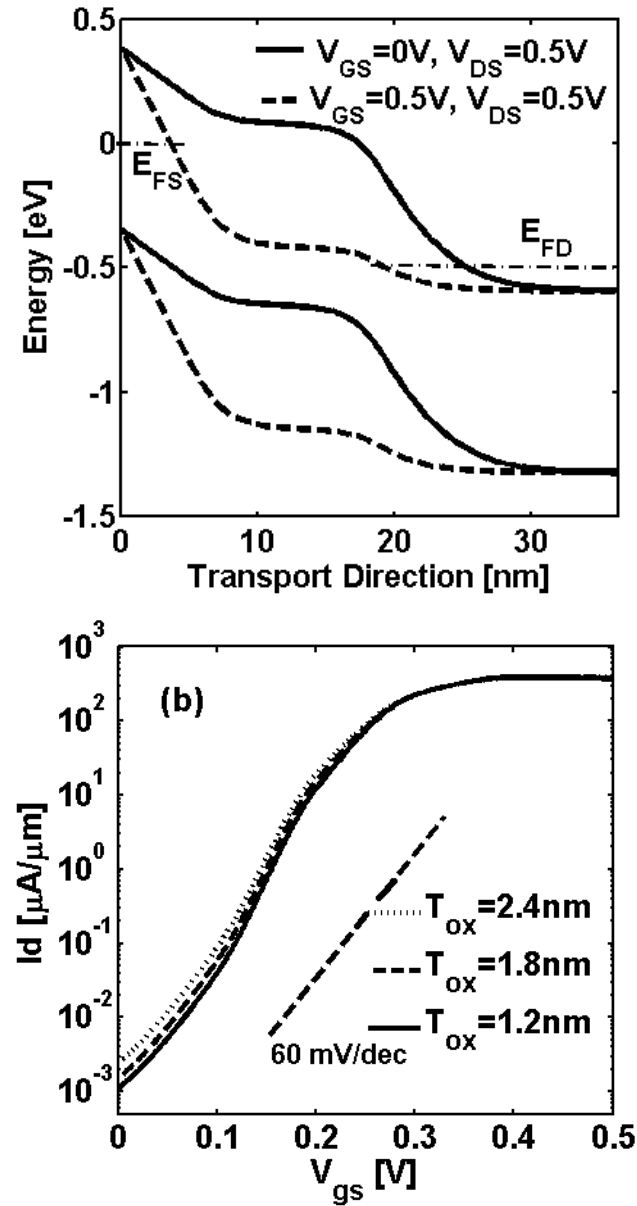 0.5
0
-0.5
-1
-1.5
Energy [eV]
V_GS=0V, V_DS=0.5V
V_GS=0.5V, V_DS=0.5V
E_FS
E_FD
0 10 20 30
Transport Direction [nm]
10^3
10^2
10^1
10^0
10^-1
10^-2
10^-3
Id [μA/μm]
(b)
T_ox=2.4nm
T_ox=1.8nm
T_ox=1.2nm
60 mV/dec
0 0.1 0.2 0.3 0.4 0.5
V_gs [V]